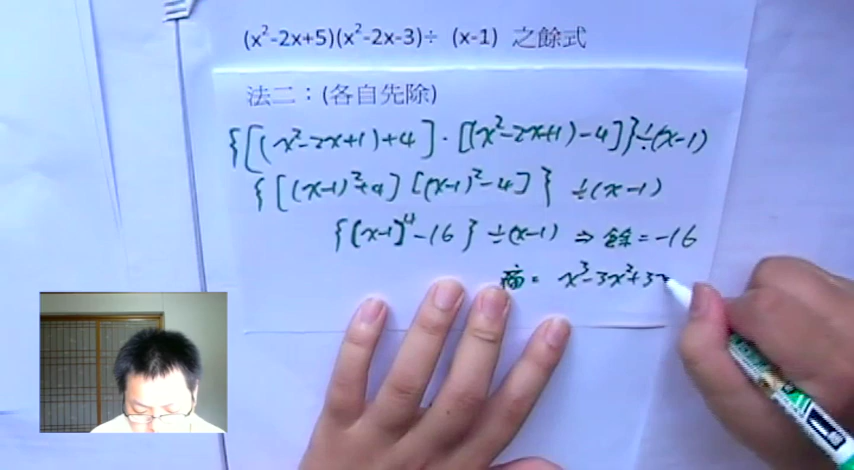 (x²-2x+5)(x²-2x-3)÷ (x-1) 之餘式
法二：(各自先除)
{[(x²-2x+1)+4]·[(x²-2x+1)-4]}÷(x-1)
{[(x-1)²+4][(x-1)²-4]} ÷(x-1)
{(x-1)⁴-16} ÷(x-1) ⇒ 餘=-16
商= x³-3x²+3x